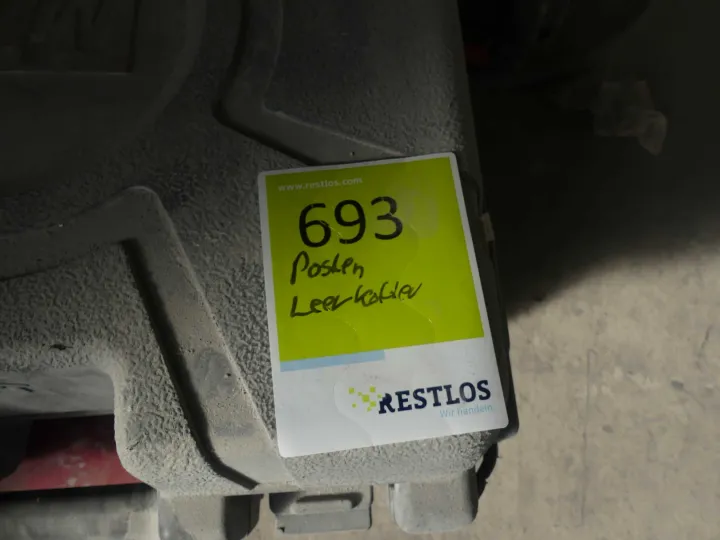 www.restlos.com
693
Posten
Leerkoffer
RESTLOS
Wir handeln